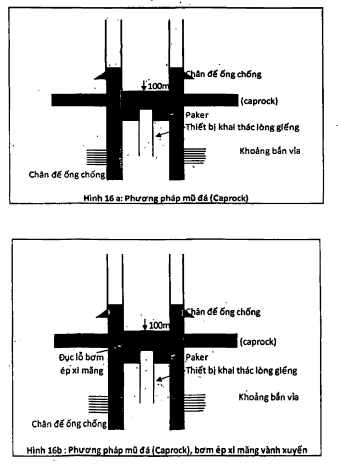 Chân đế ống chống
100m
(caprock)
Paker
Thiết bị khai thác lòng giếng
Khoảng bắn vỉa
Chân đế ống chống
Hình 16 a: Phương pháp mũ đá (Caprock)
Chân đế ống chống
100m
(caprock)
Đục lỗ bơm
ép xi măng
Paker
Thiết bị khai thác lòng giếng
Khoảng bắn vỉa
Chân đế ống chống
Hình 16b : Phương pháp mũ đá (Caprock), bơm ép xi măng vành xuyến